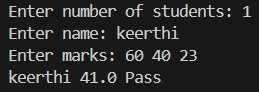 Enter number of students: 1
Enter name: keerthi
Enter marks: 60 40 23
keerthi 41.0 Pass